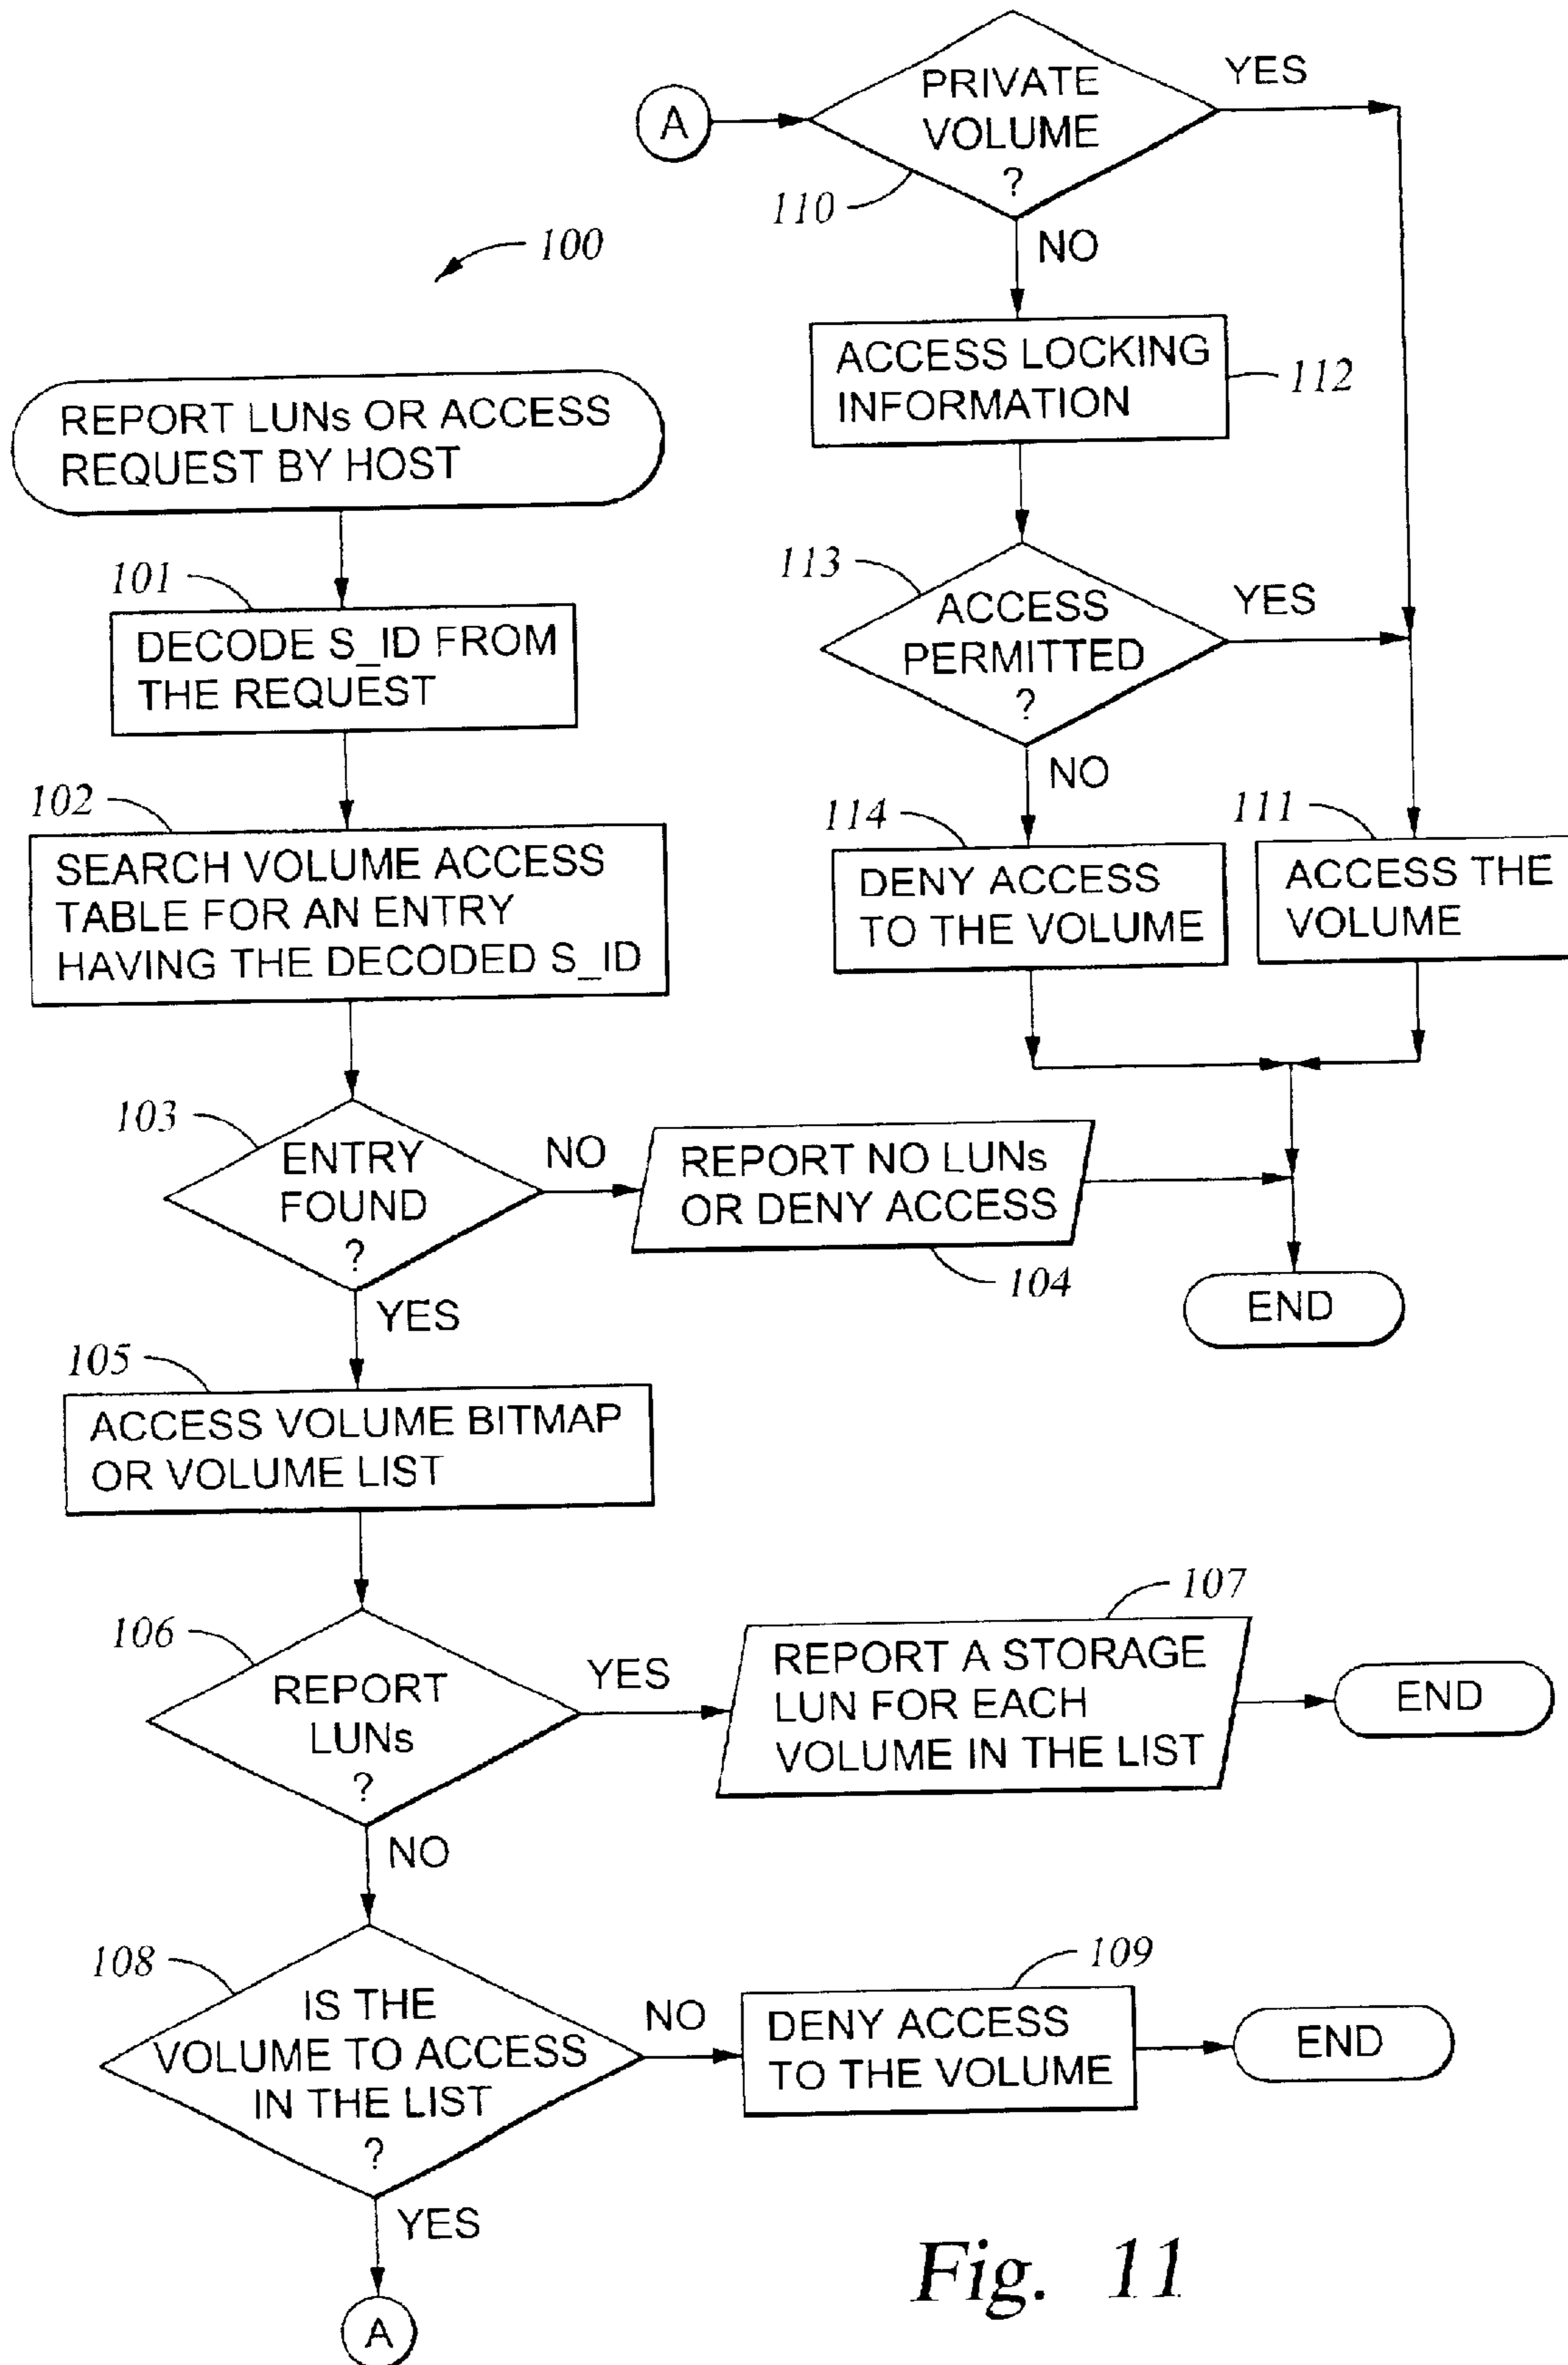 100
REPORT LUNs OR ACCESS
REQUEST BY HOST
101
DECODE S_ID FROM
THE REQUEST
102
SEARCH VOLUME ACCESS
TABLE FOR AN ENTRY
HAVING THE DECODED S_ID
103
ENTRY
FOUND
?
NO
REPORT NO LUNs
OR DENY ACCESS
104
YES
105
ACCESS VOLUME BITMAP
OR VOLUME LIST
106
REPORT
LUNs
?
YES
107
REPORT A STORAGE
LUN FOR EACH
VOLUME IN THE LIST
END
NO
108
IS THE
VOLUME TO ACCESS
IN THE LIST
?
NO
109
DENY ACCESS
TO THE VOLUME
END
YES
A
A
PRIVATE
VOLUME
?
110
YES
NO
ACCESS LOCKING
INFORMATION
112
113
ACCESS
PERMITTED
?
YES
NO
114
DENY ACCESS
TO THE VOLUME
111
ACCESS THE
VOLUME
END
Fig. 11